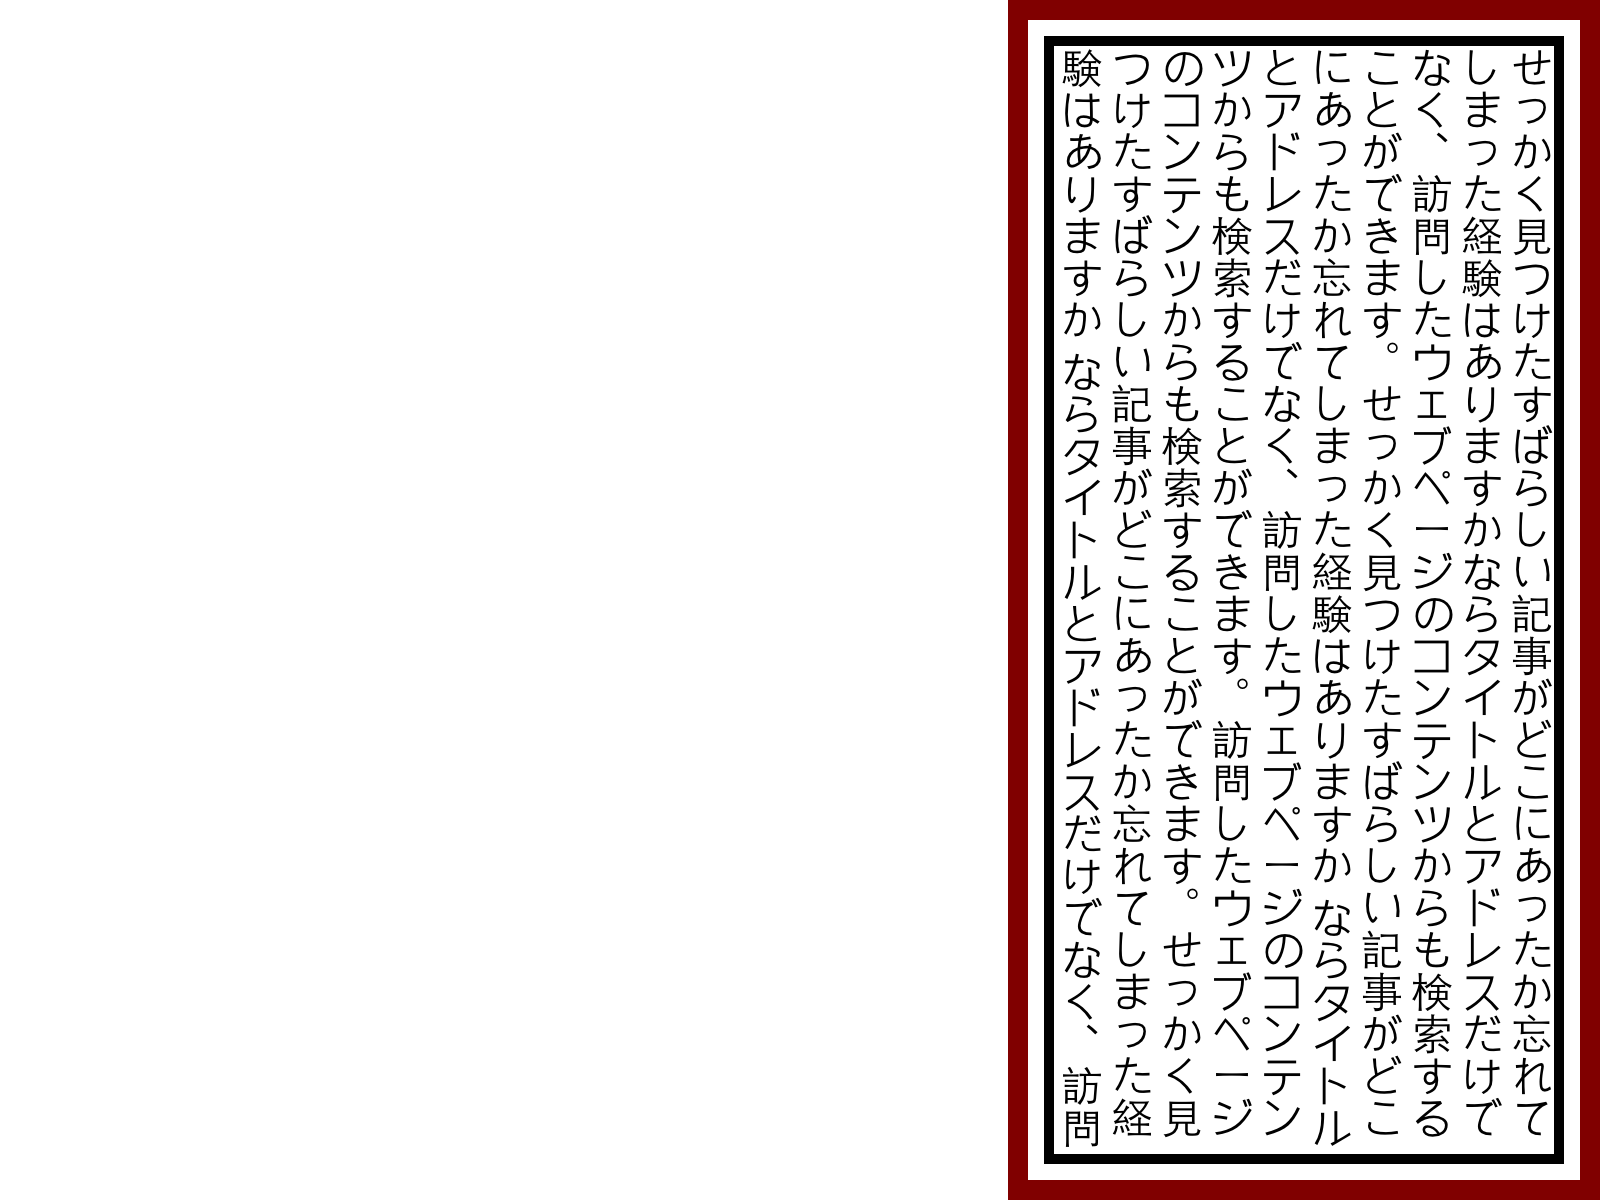 せっかく見つけたすばらしい記事がどこにあったか忘れて
しまった経験はありますかならタイトルとアドレスだけで
なく、訪問したウェブページのコンテンツからも検索する
ことができます。せっかく見つけたすばらしい記事がどこ
にあったか忘れてしまった経験はありますか ならタイトル
とアドレスだけでなく、訪問したウェブページのコンテン
ツからも検索することができます。訪問したウェブページ
のコンテンツからも検索することができます。せっかく見
つけたすばらしい記事がどこにあったか忘れてしまった経
験はありますか ならタイトルとアドレスだけでなく、訪問